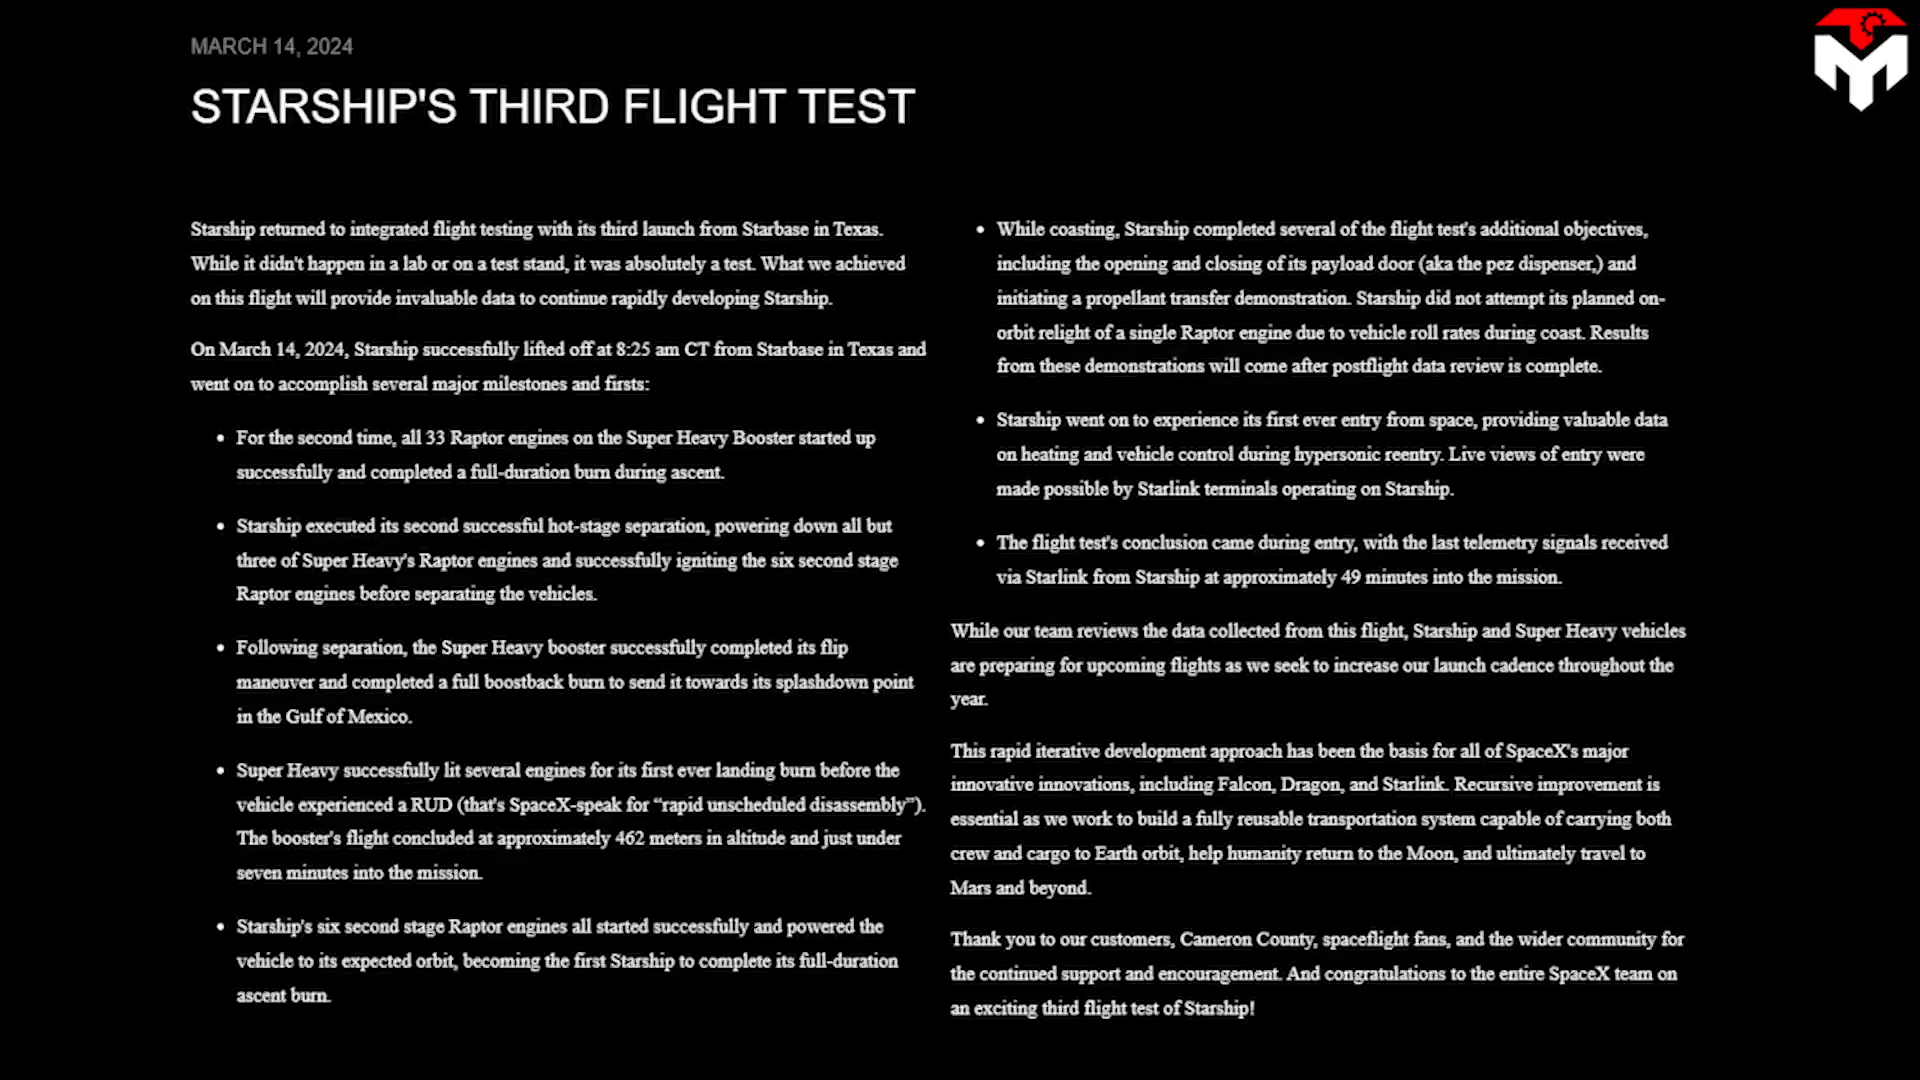 MARCH 14, 2024
STARSHIP'S THIRD FLIGHT TEST
Starship returned to integrated flight testing with its third launch from Starbase in Texas.
While it didn't happen in a lab or on a test stand, it was absolutely a test. What we achieved
on this flight will provide invaluable data to continue rapidly developing Starship.
On March 14, 2024, Starship successfully lifted off at 8:25 am CT from Starbase in Texas and
went on to accomplish several major milestones and firsts:
• For the second time, all 33 Raptor engines on the Super Heavy Booster started up
successfully and completed a full-duration burn during ascent.
• Starship executed its second successful hot-stage separation, powering down all but
three of Super Heavy's Raptor engines and successfully igniting the six second stage
Raptor engines before separating the vehicles.
• Following separation, the Super Heavy booster successfully completed its flip
maneuver and completed a full boostback burn to send it towards its splashdown point
in the Gulf of Mexico.
• Super Heavy successfully lit several engines for its first ever landing burn before the
vehicle experienced a RUD (that's SpaceX-speak for “rapid unscheduled disassembly”).
The booster's flight concluded at approximately 462 meters in altitude and just under
seven minutes into the mission.
• Starship's six second stage Raptor engines all started successfully and powered the
vehicle to its expected orbit, becoming the first Starship to complete its full-duration
ascent burn.
• While coasting, Starship completed several of the flight test's additional objectives,
including the opening and closing of its payload door (aka the pez dispenser,) and
initiating a propellant transfer demonstration. Starship did not attempt its planned on-
orbit relight of a single Raptor engine due to vehicle roll rates during coast. Results
from these demonstrations will come after postflight data review is complete.
• Starship went on to experience its first ever entry from space, providing valuable data
on heating and vehicle control during hypersonic reentry. Live views of entry were
made possible by Starlink terminals operating on Starship.
• The flight test's conclusion came during entry, with the last telemetry signals received
via Starlink from Starship at approximately 49 minutes into the mission.
While our team reviews the data collected from this flight, Starship and Super Heavy vehicles
are preparing for upcoming flights as we seek to increase our launch cadence throughout the
year.
This rapid iterative development approach has been the basis for all of SpaceX's major
innovative innovations, including Falcon, Dragon, and Starlink. Recursive improvement is
essential as we work to build a fully reusable transportation system capable of carrying both
crew and cargo to Earth orbit, help humanity return to the Moon, and ultimately travel to
Mars and beyond.
Thank you to our customers, Cameron County, spaceflight fans, and the wider community for
the continued support and encouragement. And congratulations to the entire SpaceX team on
an exciting third flight test of Starship!